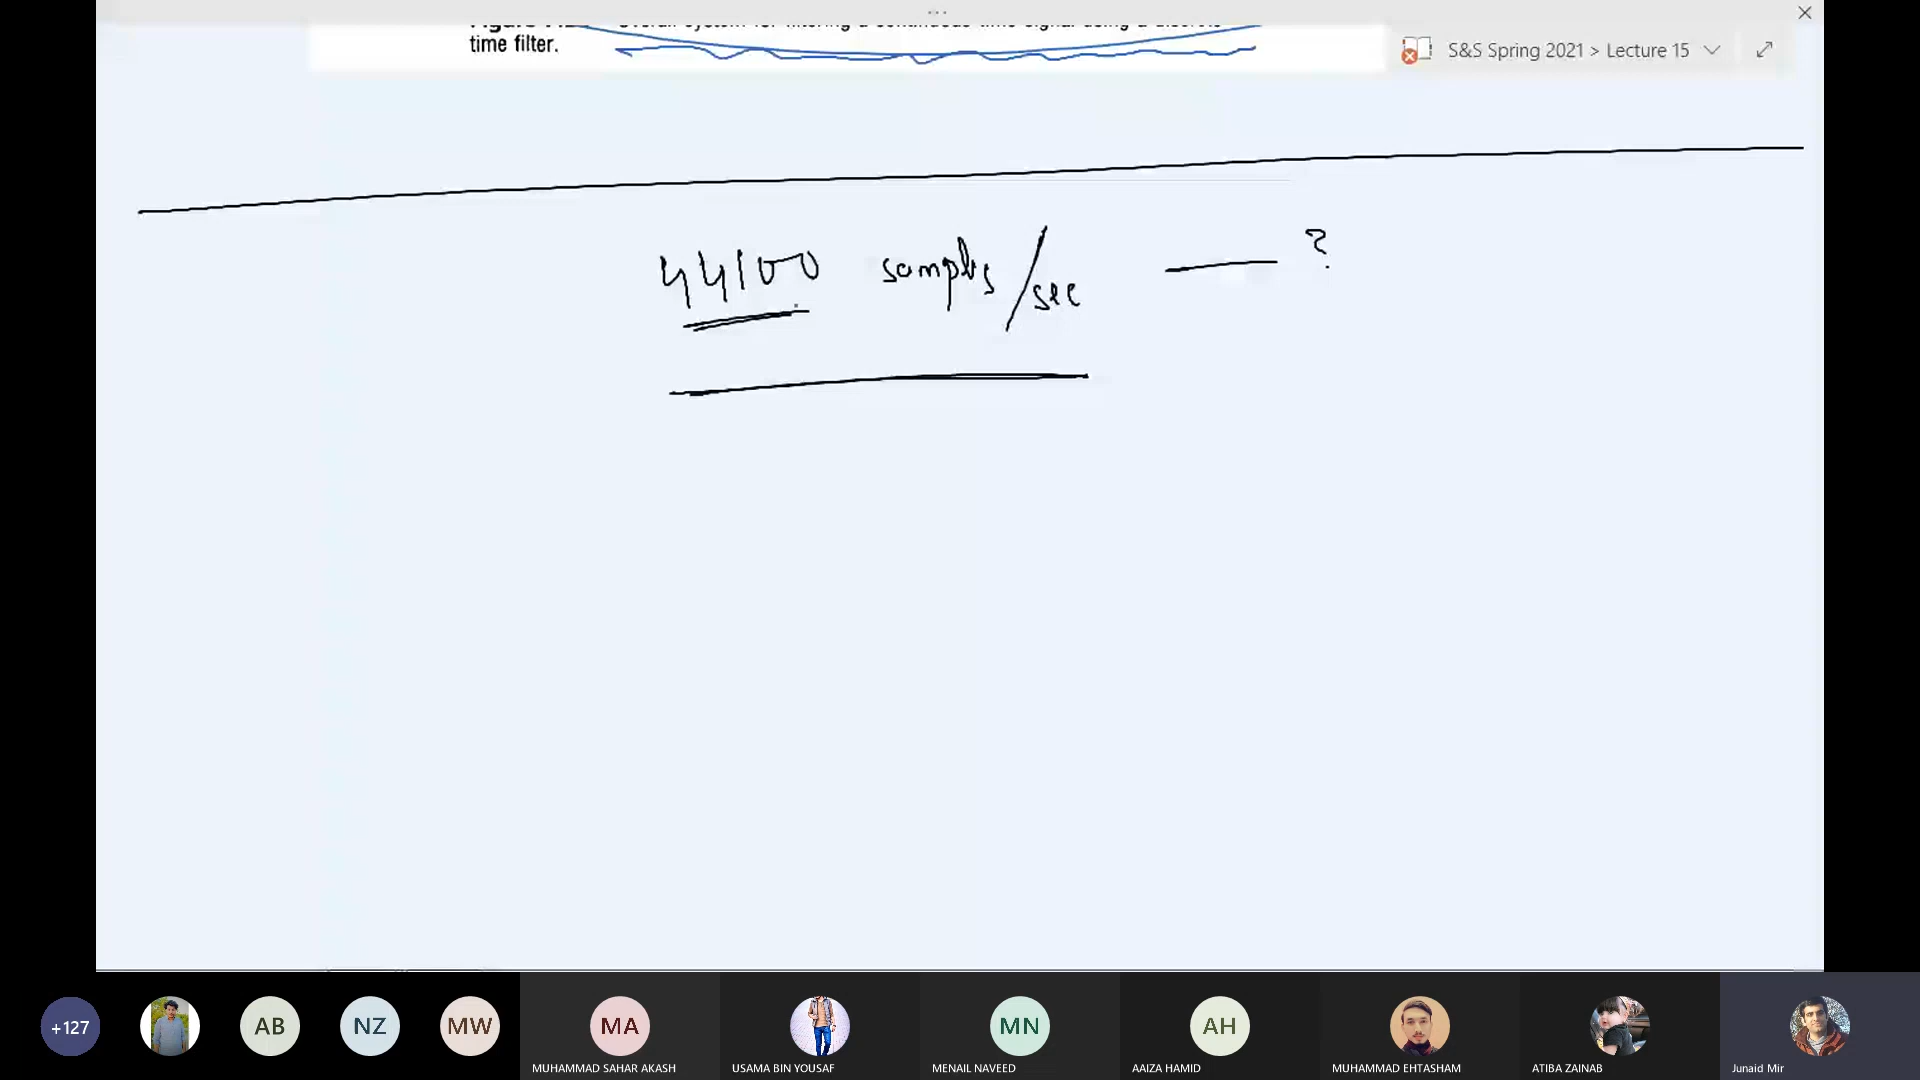 time filter.
S&S Spring 2021 > Lecture 15
44100 samples/sec ?
+127
AB
NZ
MW
MA
MN
AH
MUHAMMAD SAHAR AKASH
USAMA BIN YOUSAF
MENAIL NAVEED
AAIZA HAMID
MUHAMMAD EHTASHAM
ATIBA ZAINAB
Junaid Mir